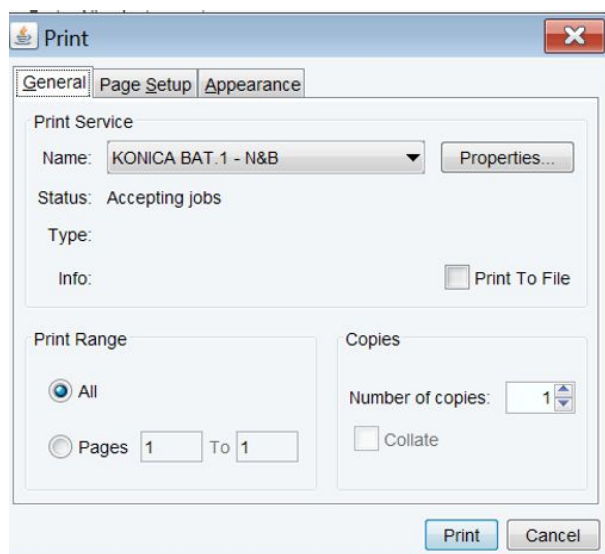 Print
General Page Setup Appearance
Print Service
Name: KONICA BAT.1 - N&B Properties...
Status: Accepting jobs
Type:
Info: Print To File
Print Range
All
Pages 1 To 1
Copies
Number of copies: 1
Collate
Print Cancel